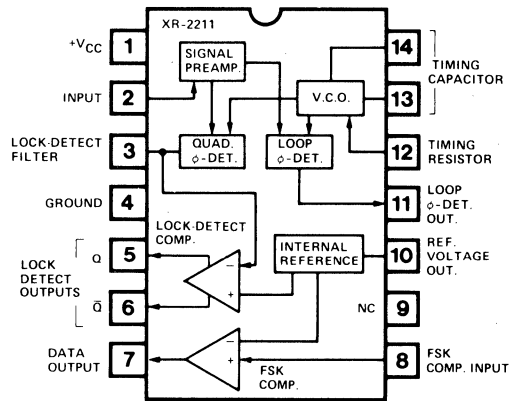 XR-2211
+VCC
1
INPUT
2
LOCK-DETECT
FILTER
3
GROUND
4
LOCK
DETECT
OUTPUTS
Q
5
Q̄
6
DATA
OUTPUT
7
SIGNAL
PREAMP.
V.C.O.
QUAD.
φ-DET.
LOOP
φ-DET.
LOCK-DETECT
COMP.
−
+
INTERNAL
REFERENCE
−
+
FSK
COMP.
14
TIMING
CAPACITOR
13
12
TIMING
RESISTOR
11
LOOP
φ-DET.
OUT.
10
REF.
VOLTAGE
OUT.
NC
9
8
FSK
COMP. INPUT